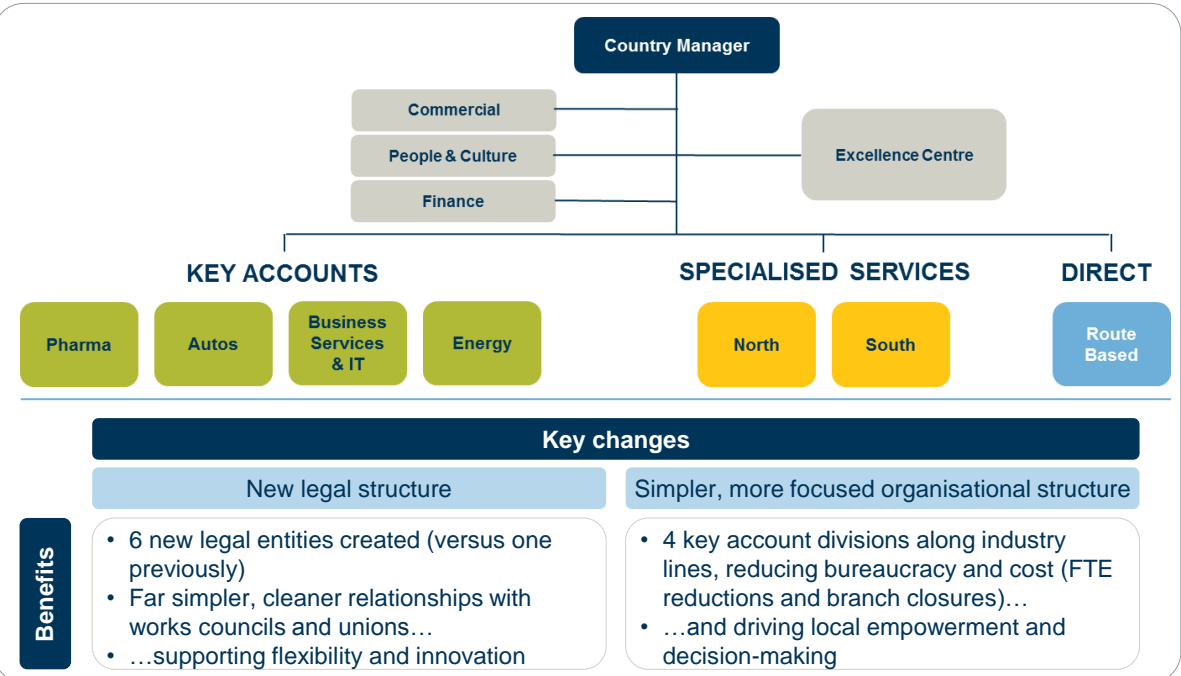 Country Manager
Commercial
People & Culture
Finance
Excellence Centre
KEY ACCOUNTS
SPECIALISED SERVICES
DIRECT
Pharma
Autos
Business
Services
& IT
Energy
North
South
Route
Based
Key changes
New legal structure
Simpler, more focused organisational structure
Benefits
• 6 new legal entities created (versus one
previously)
• Far simpler, cleaner relationships with
works councils and unions…
• …supporting flexibility and innovation
• 4 key account divisions along industry
lines, reducing bureaucracy and cost (FTE
reductions and branch closures)…
• …and driving local empowerment and
decision-making